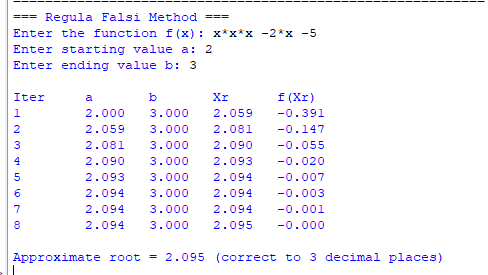 === Regula Falsi Method ===
Enter the function f(x): x*x*x -2*x -5
Enter starting value a: 2
Enter ending value b: 3
Iter a b Xr f(Xr)
1 2.000 3.000 2.059 -0.391
2 2.059 3.000 2.081 -0.147
3 2.081 3.000 2.090 -0.055
4 2.090 3.000 2.093 -0.020
5 2.093 3.000 2.094 -0.007
6 2.094 3.000 2.094 -0.003
7 2.094 3.000 2.094 -0.001
8 2.094 3.000 2.095 -0.000
Approximate root = 2.095 (correct to 3 decimal places)